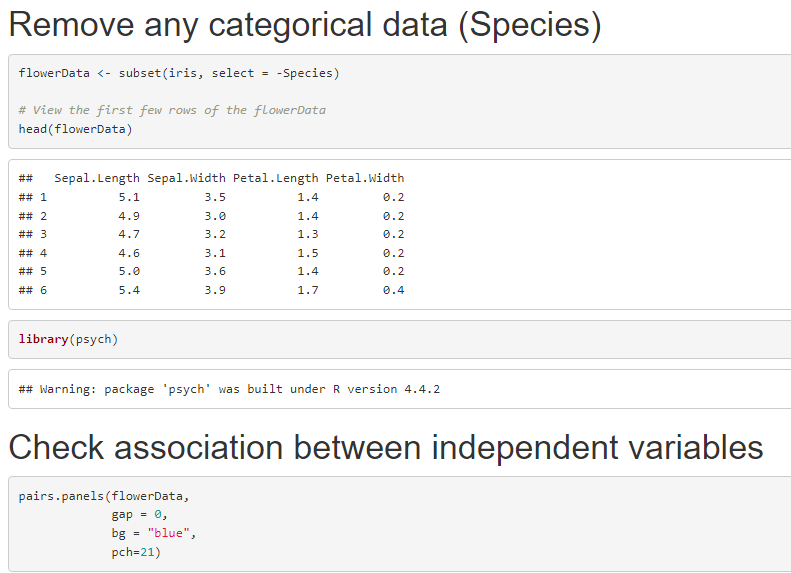 Remove any categorical data (Species)
flowerData <- subset(iris, select = -Species)
# View the first few rows of the flowerData
head(flowerData)
##   Sepal.Length Sepal.Width Petal.Length Petal.Width
## 1          5.1         3.5          1.4         0.2
## 2          4.9         3.0          1.4         0.2
## 3          4.7         3.2          1.3         0.2
## 4          4.6         3.1          1.5         0.2
## 5          5.0         3.6          1.4         0.2
## 6          5.4         3.9          1.7         0.4
library(psych)
## Warning: package 'psych' was built under R version 4.4.2
Check association between independent variables
pairs.panels(flowerData,
             gap = 0,
             bg = "blue",
             pch=21)